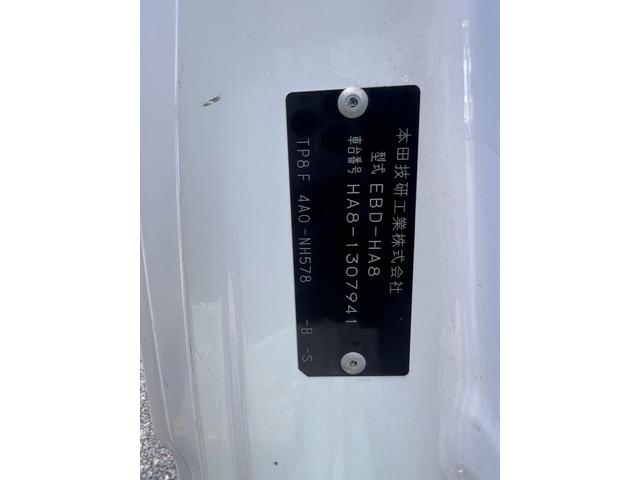 本田技研工業株式会社
型式 EBD-HA8
車台番号 HA8-1307941
TP8F 4A0-NH578 -B -S